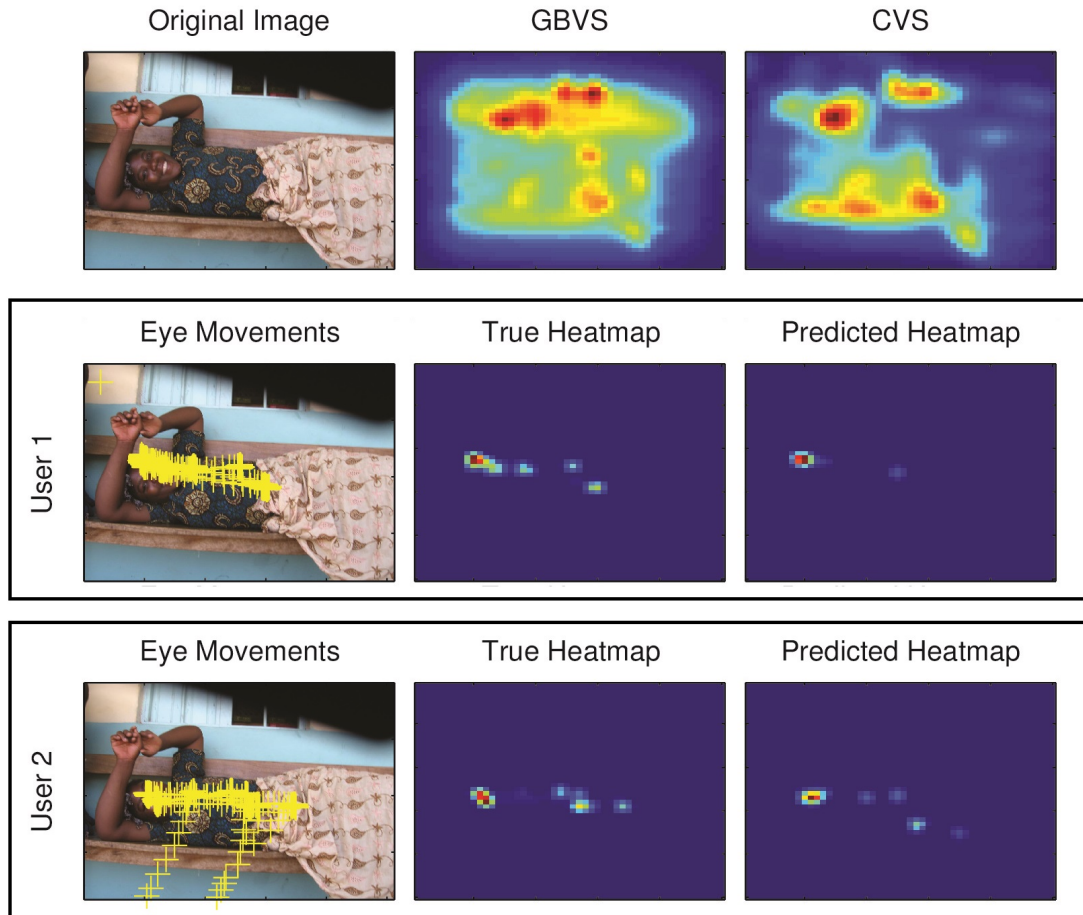 Original Image GBVS CVS
User 1
Eye Movements True Heatmap Predicted Heatmap
User 2
Eye Movements True Heatmap Predicted Heatmap